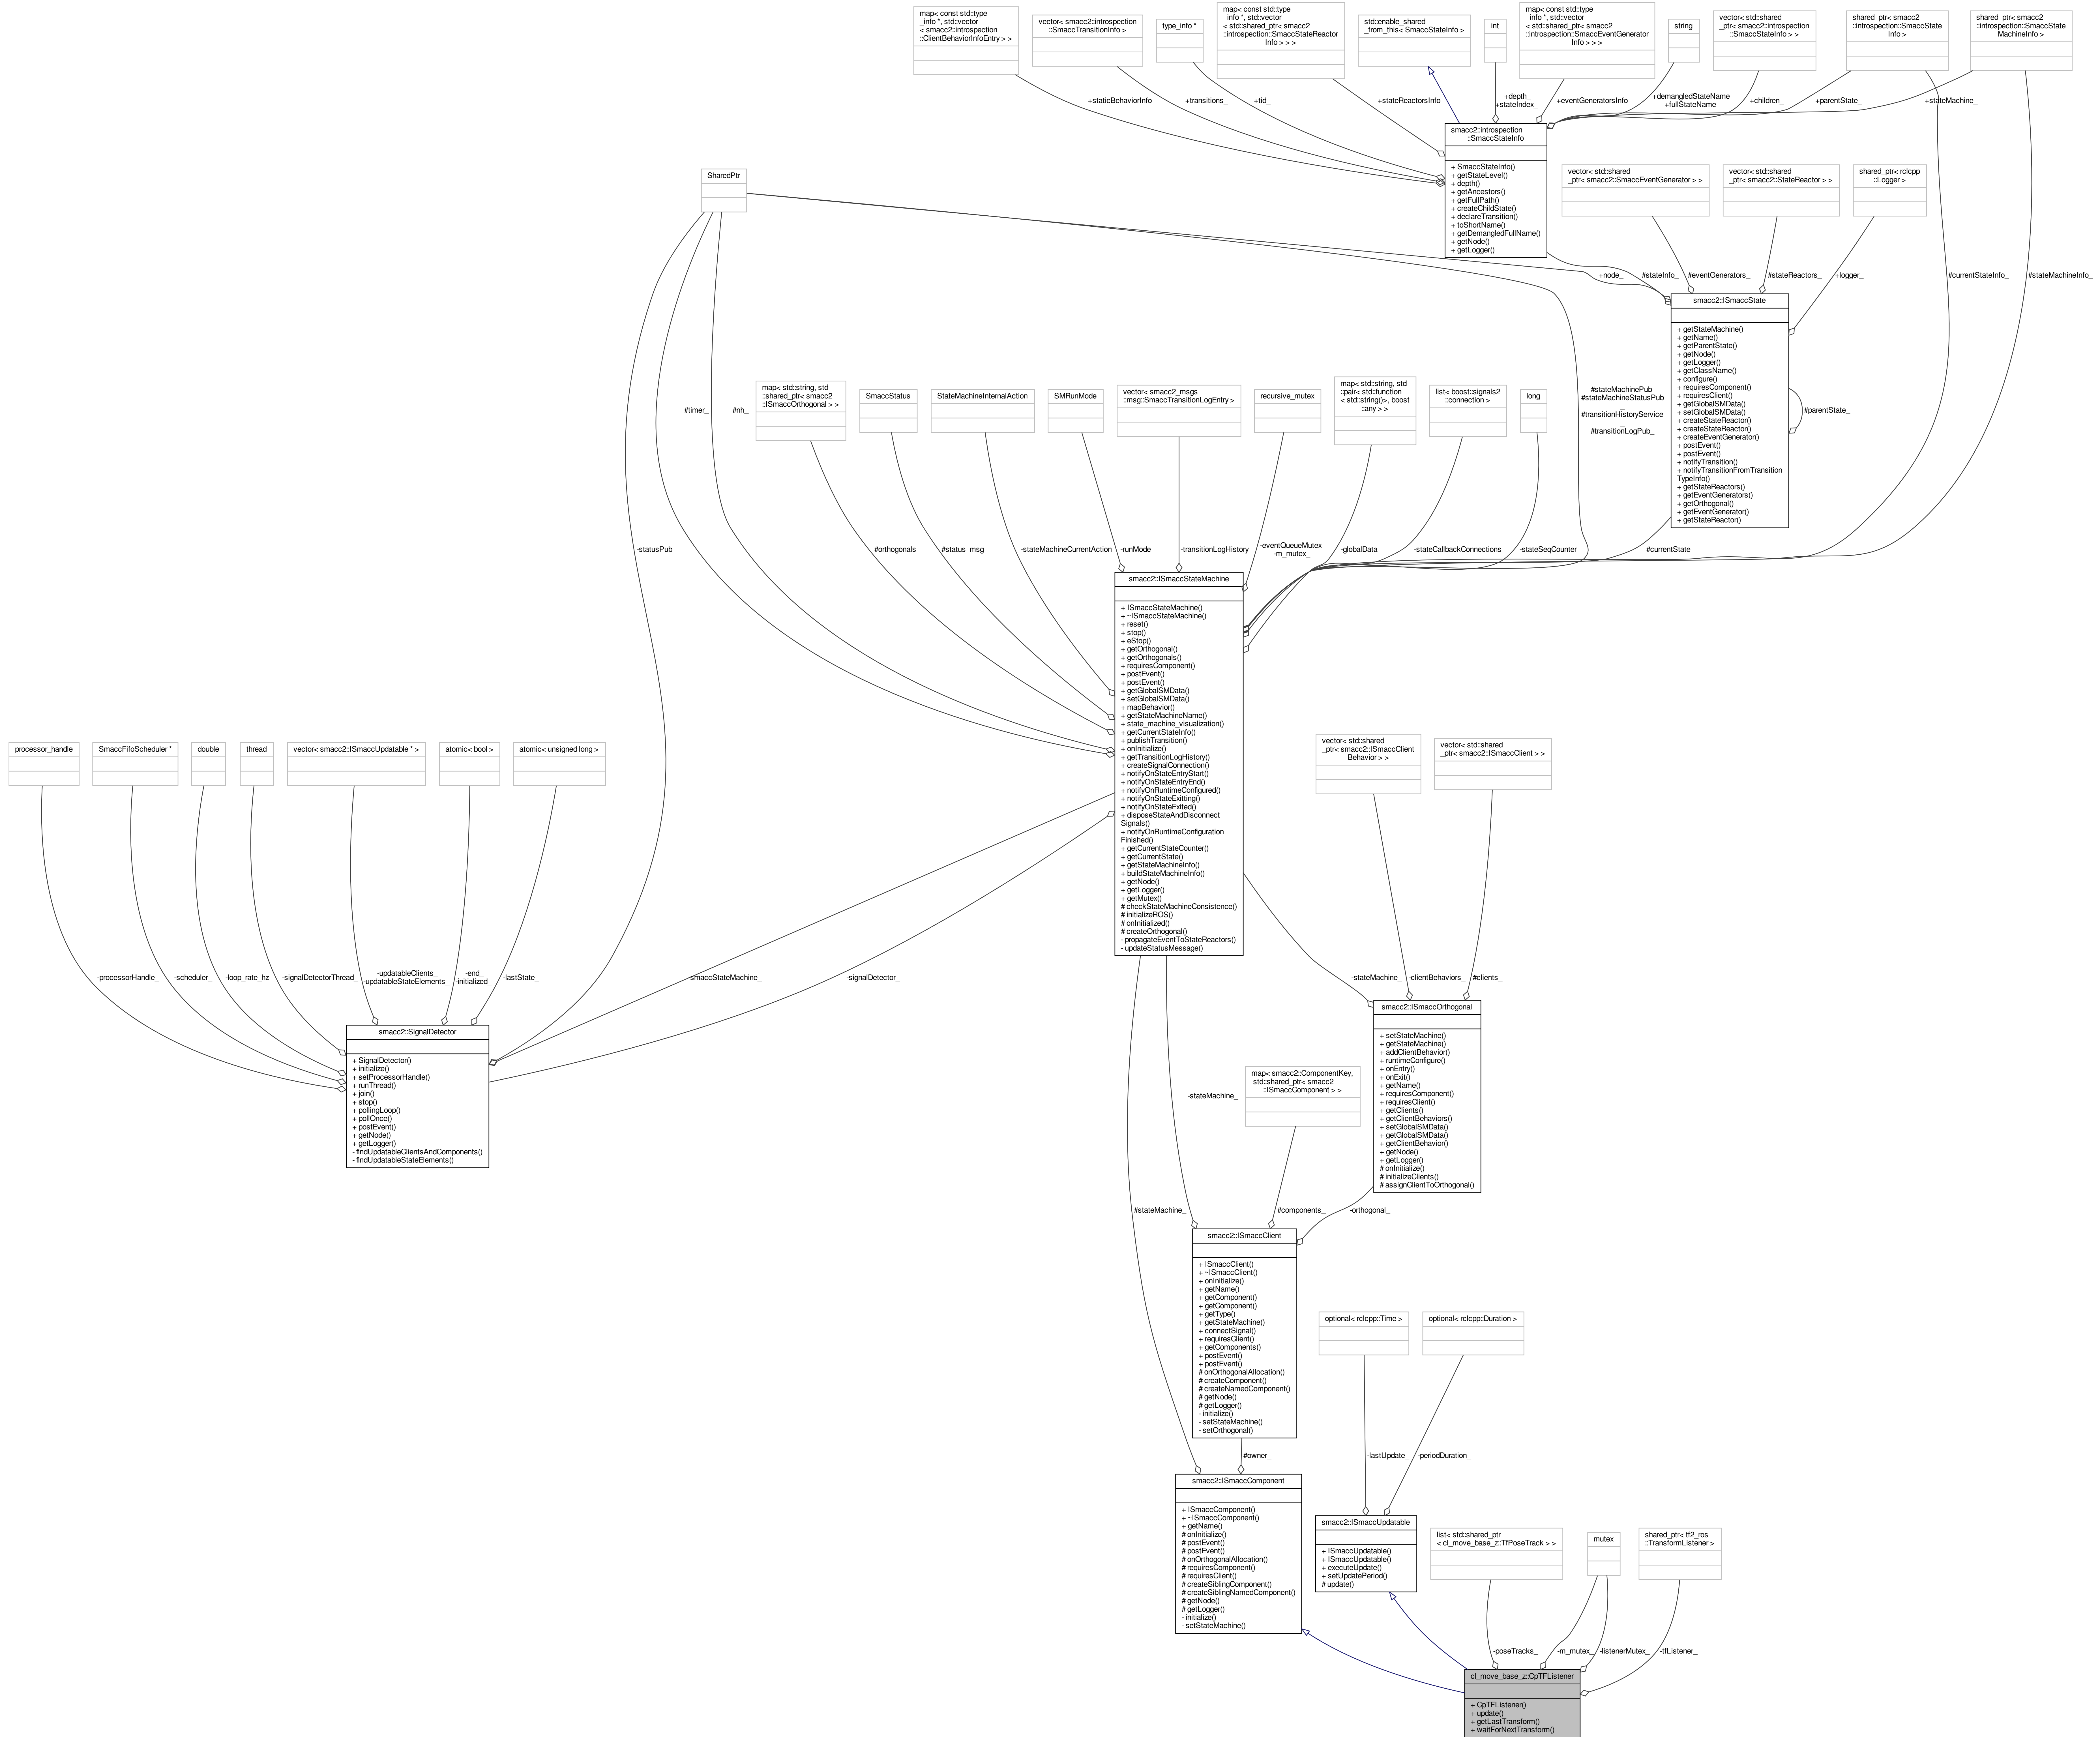 map< const std::type
_info *, std::vector
< smacc2::introspection
::ClientBehaviorInfoEntry > >
vector< smacc2::introspection
::SmaccTransitionInfo >
type_info *
map< const std::type
_info *, std::vector
< std::shared_ptr< smacc2
::introspection::SmaccStateReactor
Info > > >
std::enable_shared
_from_this< SmaccStateInfo >
int
map< const std::type
_info *, std::vector
< std::shared_ptr< smacc2
::introspection::SmaccEventGenerator
Info > > >
string
vector< std::shared
_ptr< smacc2::introspection
::SmaccStateInfo > >
shared_ptr< smacc2
::introspection::SmaccState
Info >
shared_ptr< smacc2
::introspection::SmaccState
MachineInfo >
+staticBehaviorInfo
+transitions_
+tid_
+stateReactorsInfo
+depth_
+stateIndex_
+eventGeneratorsInfo
+demangledStateName
+fullStateName
+children_
+parentState_
+stateMachine_
smacc2::introspection
::SmaccStateInfo
+ SmaccStateInfo()
+ getStateLevel()
+ depth()
+ getAncestors()
+ getFullPath()
+ createChildState()
+ declareTransition()
+ toShortName()
+ getDemangledFullName()
+ getNode()
+ getLogger()
SharedPtr
vector< std::shared
_ptr< smacc2::SmaccEventGenerator > >
vector< std::shared
_ptr< smacc2::StateReactor > >
shared_ptr< rclcpp
::Logger >
+node_
#stateInfo_
#eventGenerators_
#stateReactors_
+logger_
#currentStateInfo_
#stateMachineInfo_
smacc2::ISmaccState
+ getStateMachine()
+ getName()
+ getParentState()
+ getNode()
+ getLogger()
+ getClassName()
+ configure()
+ requiresComponent()
+ requiresClient()
+ getGlobalSMData()
+ setGlobalSMData()
+ createStateReactor()
+ createStateReactor()
+ createEventGenerator()
+ postEvent()
+ postEvent()
+ notifyTransition()
+ notifyTransitionFromTransition
TypeInfo()
+ getStateReactors()
+ getEventGenerators()
+ getOrthogonal()
+ getEventGenerator()
+ getStateReactor()
#parentState_
#timer_
#nh_
map< std::string, std
::shared_ptr< smacc2
::ISmaccOrthogonal > >
SmaccStatus
StateMachineInternalAction
SMRunMode
vector< smacc2_msgs
::msg::SmaccTransitionLogEntry >
recursive_mutex
map< std::string, std
::pair< std::function
< std::string()>, boost
::any > >
list< boost::signals2
::connection >
long
#stateMachinePub_
#stateMachineStatusPub
_
#transitionHistoryService
_
#transitionLogPub_
-statusPub_
#orthogonals_
#status_msg_
-stateMachineCurrentAction
-runMode_
-transitionLogHistory_
-eventQueueMutex_
-m_mutex_
-globalData_
-stateCallbackConnections
-stateSeqCounter_
#currentState_
smacc2::ISmaccStateMachine
+ ISmaccStateMachine()
+ ~ISmaccStateMachine()
+ reset()
+ stop()
+ eStop()
+ getOrthogonal()
+ getOrthogonals()
+ requiresComponent()
+ postEvent()
+ postEvent()
+ getGlobalSMData()
+ setGlobalSMData()
+ mapBehavior()
+ getStateMachineName()
+ state_machine_visualization()
+ getCurrentStateInfo()
+ publishTransition()
+ onInitialize()
+ getTransitionLogHistory()
+ createSignalConnection()
+ notifyOnStateEntryStart()
+ notifyOnStateEntryEnd()
+ notifyOnRuntimeConfigured()
+ notifyOnStateExitting()
+ notifyOnStateExited()
+ disposeStateAndDisconnect
Signals()
+ notifyOnRuntimeConfiguration
Finished()
+ getCurrentStateCounter()
+ getCurrentState()
+ getStateMachineInfo()
+ buildStateMachineInfo()
+ getNode()
+ getLogger()
+ getMutex()
# checkStateMachineConsistence()
# initializeROS()
# onInitialized()
# createOrthogonal()
- propagateEventToStateReactors()
- updateStatusMessage()
processor_handle
SmaccFifoScheduler *
double
thread
vector< smacc2::ISmaccUpdatable * >
atomic< bool >
atomic< unsigned long >
vector< std::shared
_ptr< smacc2::ISmaccClient
Behavior > >
vector< std::shared
_ptr< smacc2::ISmaccClient > >
-processorHandle_
-scheduler_
-loop_rate_hz
-signalDetectorThread_
-updatableClients_
-updatableStateElements_
-end_
-initialized_
-lastState_
-smaccStateMachine_
-signalDetector_
-stateMachine_
-clientBehaviors_
#clients_
smacc2::SignalDetector
+ SignalDetector()
+ initialize()
+ setProcessorHandle()
+ runThread()
+ join()
+ stop()
+ pollingLoop()
+ pollOnce()
+ postEvent()
+ getNode()
+ getLogger()
- findUpdatableClientsAndComponents()
- findUpdatableStateElements()
smacc2::ISmaccOrthogonal
+ setStateMachine()
+ getStateMachine()
+ addClientBehavior()
+ runtimeConfigure()
+ onEntry()
+ onExit()
+ getName()
+ requiresComponent()
+ requiresClient()
+ getClients()
+ getClientBehaviors()
+ setGlobalSMData()
+ getGlobalSMData()
+ getClientBehavior()
+ getNode()
+ getLogger()
# onInitialize()
# initializeClients()
# assignClientToOrthogonal()
map< smacc2::ComponentKey,
std::shared_ptr< smacc2
::ISmaccComponent > >
-stateMachine_
#stateMachine_
#components_
-orthogonal_
smacc2::ISmaccClient
+ ISmaccClient()
+ ~ISmaccClient()
+ onInitialize()
+ getName()
+ getComponent()
+ getComponent()
+ getType()
+ getStateMachine()
+ connectSignal()
+ requiresClient()
+ getComponents()
+ postEvent()
+ postEvent()
# onOrthogonalAllocation()
# createComponent()
# createNamedComponent()
# getNode()
# getLogger()
- initialize()
- setStateMachine()
- setOrthogonal()
optional< rclcpp::Time >
optional< rclcpp::Duration >
#owner_
-lastUpdate_
-periodDuration_
smacc2::ISmaccComponent
+ ISmaccComponent()
+ ~ISmaccComponent()
+ getName()
# onInitialize()
# postEvent()
# postEvent()
# onOrthogonalAllocation()
# requiresComponent()
# requiresClient()
# createSiblingComponent()
# createSiblingNamedComponent()
# getNode()
# getLogger()
- initialize()
- setStateMachine()
smacc2::ISmaccUpdatable
+ ISmaccUpdatable()
+ ISmaccUpdatable()
+ executeUpdate()
+ setUpdatePeriod()
# update()
list< std::shared_ptr
< cl_move_base_z::TfPoseTrack > >
mutex
shared_ptr< tf2_ros
::TransformListener >
-poseTracks_
-m_mutex_
-listenerMutex_
-tfListener_
cl_move_base_z::CpTFListener
+ CpTFListener()
+ update()
+ getLastTransform()
+ waitForNextTransform()